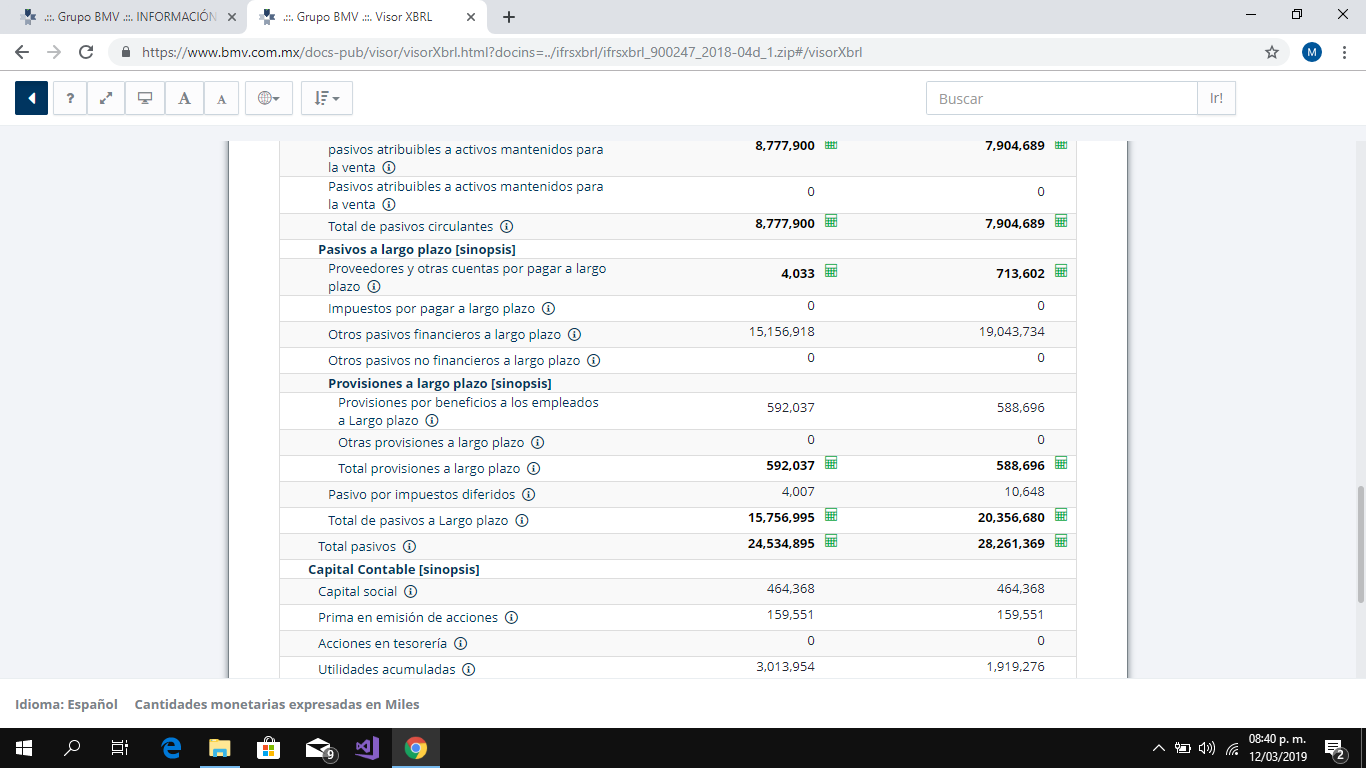 .::. Grupo BMV .::. INFORMACIÓN
.::. Grupo BMV .::. Visor XBRL
https://www.bmv.com.mx/docs-pub/visor/visorXbrl.html?docins=../ifrsxbrl/ifrsxbrl_900247_2018-04d_1.zip#/visorXbrl
M
? A A Buscar Ir!
pasivos atribuibles a activos mantenidos para la venta 8,777,900 7,904,689
Pasivos atribuibles a activos mantenidos para la venta 0 0
Total de pasivos circulantes 8,777,900 7,904,689
Pasivos a largo plazo [sinopsis]
Proveedores y otras cuentas por pagar a largo plazo 4,033 713,602
Impuestos por pagar a largo plazo 0 0
Otros pasivos financieros a largo plazo 15,156,918 19,043,734
Otros pasivos no financieros a largo plazo 0 0
Provisiones a largo plazo [sinopsis]
Provisiones por beneficios a los empleados a Largo plazo 592,037 588,696
Otras provisiones a largo plazo 0 0
Total provisiones a largo plazo 592,037 588,696
Pasivo por impuestos diferidos 4,007 10,648
Total de pasivos a Largo plazo 15,756,995 20,356,680
Total pasivos 24,534,895 28,261,369
Capital Contable [sinopsis]
Capital social 464,368 464,368
Prima en emisión de acciones 159,551 159,551
Acciones en tesorería 0 0
Utilidades acumuladas 3,013,954 1,919,276
Idioma: Español Cantidades monetarias expresadas en Miles
9
08:40 p. m.
12/03/2019
2